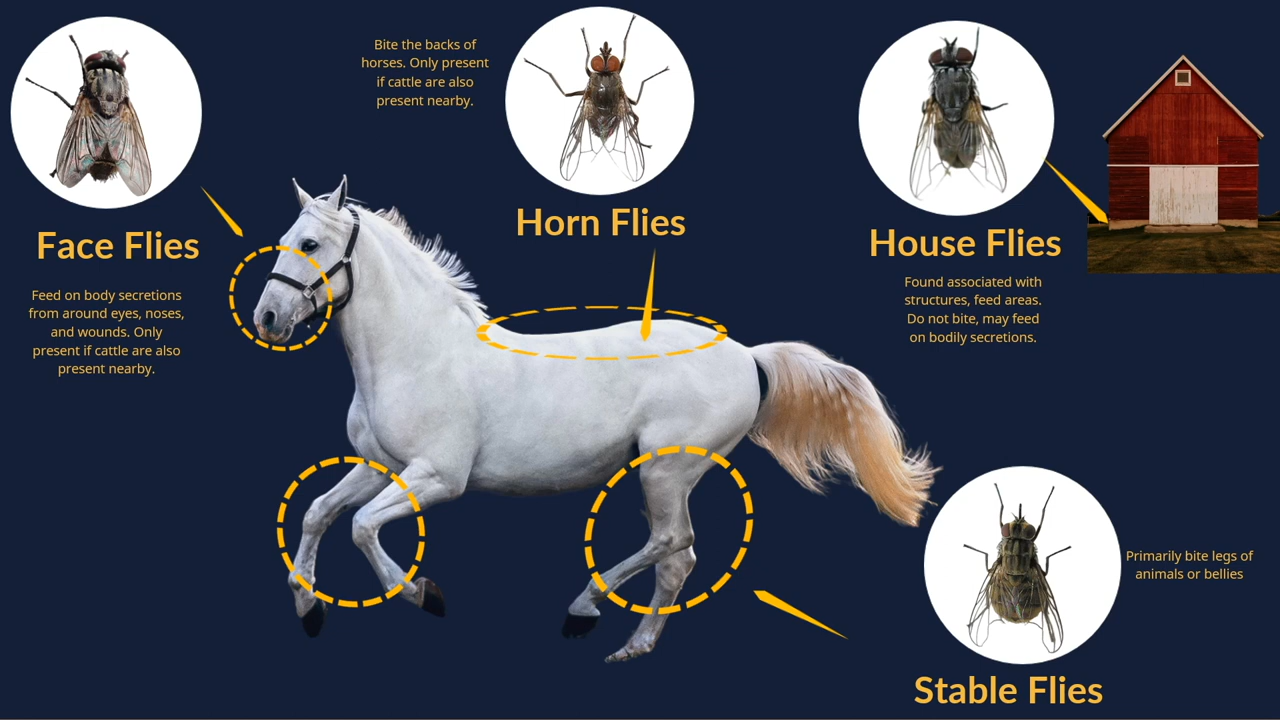 Face Flies
Feed on body secretions
from around eyes, noses,
and wounds. Only
present if cattle are also
present nearby.
Bite the backs of
horses. Only present
if cattle are also
present nearby.
Horn Flies
House Flies
Found associated with
structures, feed areas.
Do not bite, may feed
on bodily secretions.
Primarily bite legs of
animals or bellies
Stable Flies